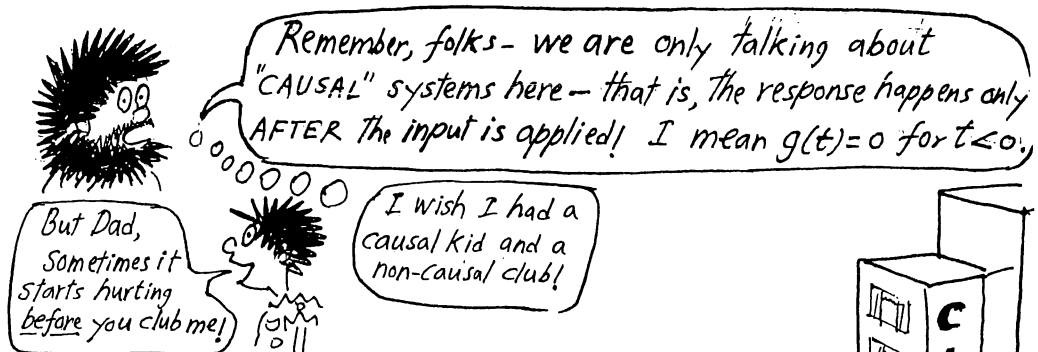 Remember, folks - we are only talking about
"CAUSAL" systems here - that is, the response happens only
AFTER the input is applied! I mean g(t)=0 for t<0.
But Dad,
Sometimes it
starts hurting
before you club me!
I wish I had a
causal kid and a
non-causal club!
C